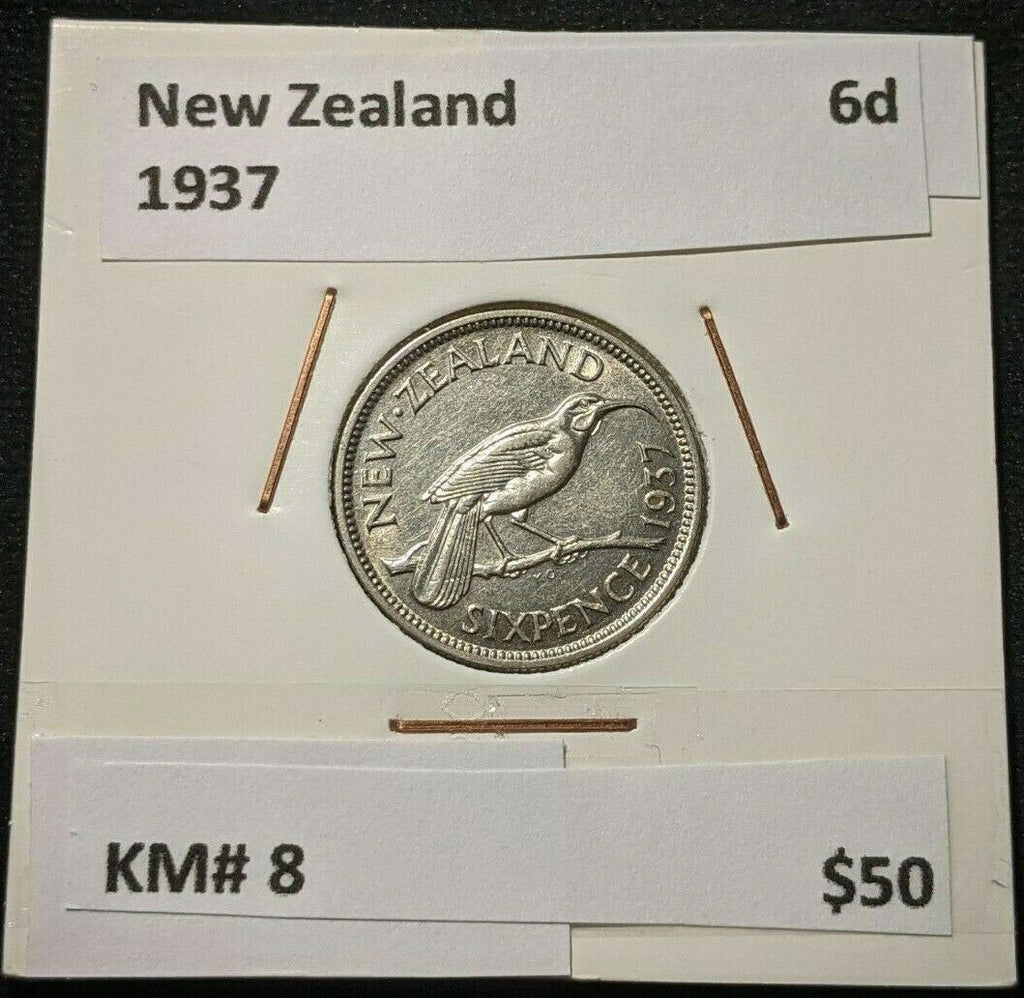 New Zealand 6d
1937
NEW·ZEALAND
1937
SIXPENCE
KM# 8 $50